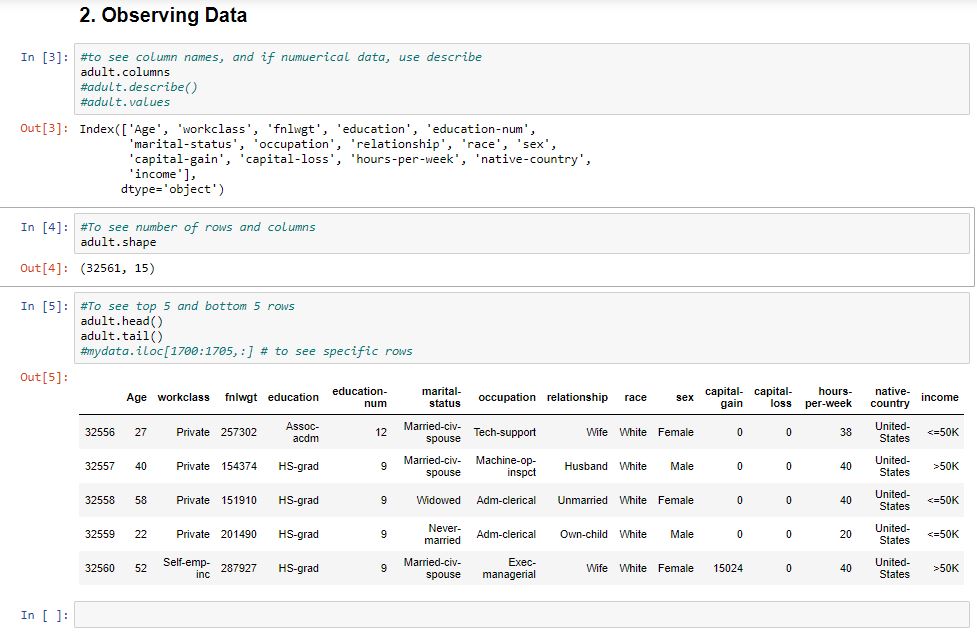 2. Observing Data
In [3]: #to see column names, and if numuerical data, use describe
adult.columns
#adult.describe()
#adult.values
Out[3]: Index(['Age', 'workclass', 'fnlwgt', 'education', 'education-num',
'marital-status', 'occupation', 'relationship', 'race', 'sex',
'capital-gain', 'capital-loss', 'hours-per-week', 'native-country',
'income'],
dtype='object')
In [4]: #To see number of rows and columns
adult.shape
Out[4]: (32561, 15)
In [5]: #To see top 5 and bottom 5 rows
adult.head()
adult.tail()
#mydata.iloc[1700:1705,:] # to see specific rows
Out[5]:
Age workclass fnlwgt education education-num marital-status occupation relationship race sex capital-gain capital-loss hours-per-week native-country income
32556 27 Private 257302 Assoc-acdm 12 Married-civ-spouse Tech-support Wife White Female 0 0 38 United-States <=50K
32557 40 Private 154374 HS-grad 9 Married-civ-spouse Machine-op-inspct Husband White Male 0 0 40 United-States >50K
32558 58 Private 151910 HS-grad 9 Widowed Adm-clerical Unmarried White Female 0 0 40 United-States <=50K
32559 22 Private 201490 HS-grad 9 Never-married Adm-clerical Own-child White Male 0 0 20 United-States <=50K
32560 52 Self-emp-inc 287927 HS-grad 9 Married-civ-spouse Exec-managerial Wife White Female 15024 0 40 United-States >50K
In [ ]: